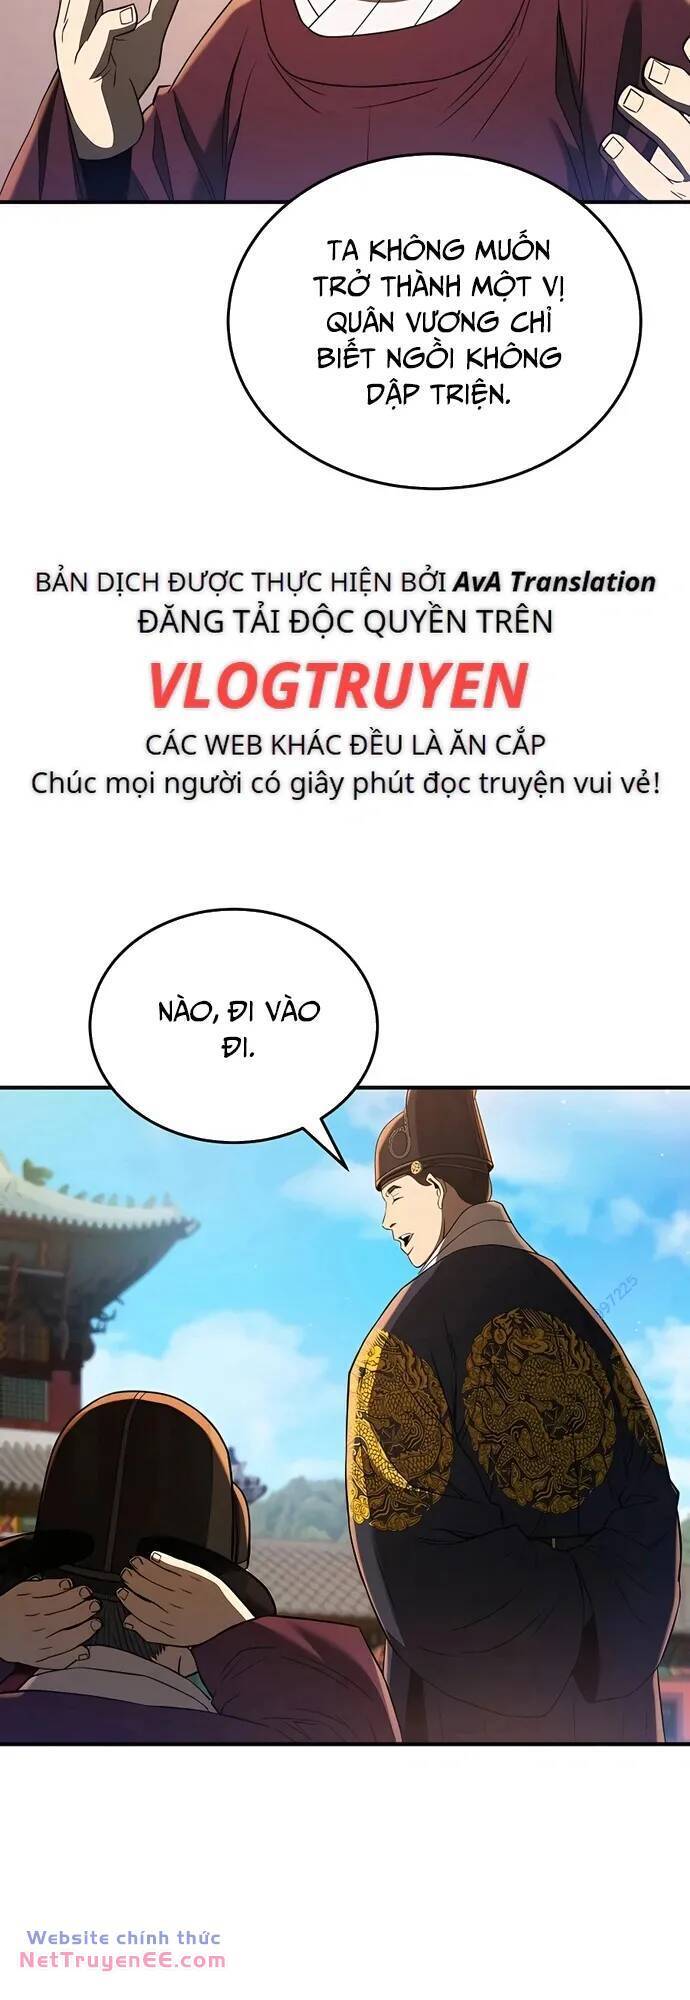 TA KHÔNG MUỐN
TRỞ THÀNH MỘT VỊ
QUÂN VƯƠNG CHỈ
BIẾT NGỒI KHÔNG
DẬP TRIỆN.
BẢN DỊCH ĐƯỢC THỰC HIỆN BỞI AvA Translation
ĐĂNG TẢI ĐỘC QUYỀN TRÊN
VLOGTRUYEN
CÁC WEB KHÁC ĐỀU LÀ ĂN CẮP
Chúc mọi người có giây phút đọc truyện vui vẻ!
NÀO, ĐI VÀO
ĐI.
Website chính thức
NetTruyenEE.com